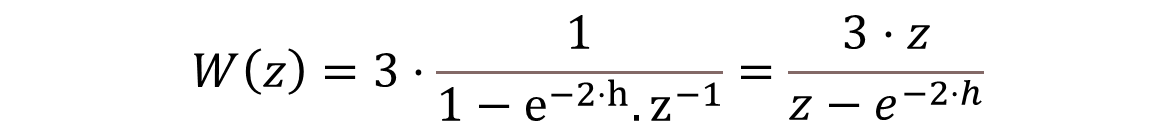 W(z) = 3 · 1 / (1 − e^(−2·h) . z^(−1)) = 3 · z / (z − e^(−2·h))